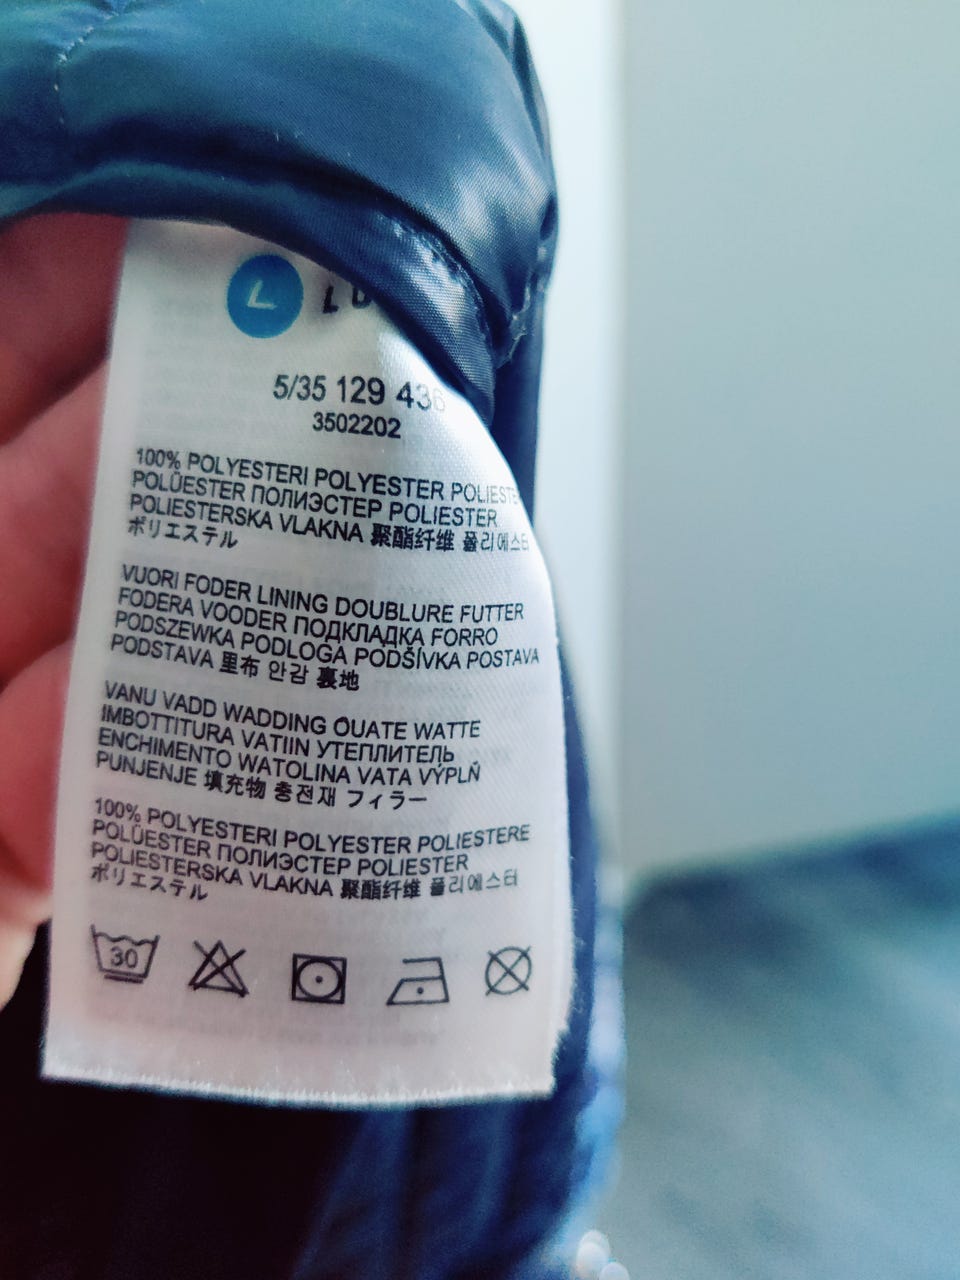 L
5/35 129 436
3502202
100% POLYESTERI POLYESTER
POLÜESTER ПОЛИЭСТЕР POLIESTER
POLIESTERSKA VLAKNA 聚酯纤维 폴리에스터
ポリエステル
VUORI FODER LINING DOUBLURE FUTTER
FODERA VOODER ПОДКЛАДКА FORRO
PODSZEWKA PODLOGA PODŠÍVKA POSTAVA
PODSTAVA 里布 안감 裏地
VANU VADD WADDING OUATE WATTE
IMBOTTITURA VATIIN УТЕПЛИТЕЛЬ
ENCHIMENTO WATOLINA VATA VÝPLŇ
PUNJENJE 填充物 충전재 フィラー
100% POLYESTERI POLYESTER POLIESTERE
POLÜESTER ПОЛИЭСТЕР POLIESTER
POLIESTERSKA VLAKNA 聚酯纤维 폴리에스터
ポリエステル
30